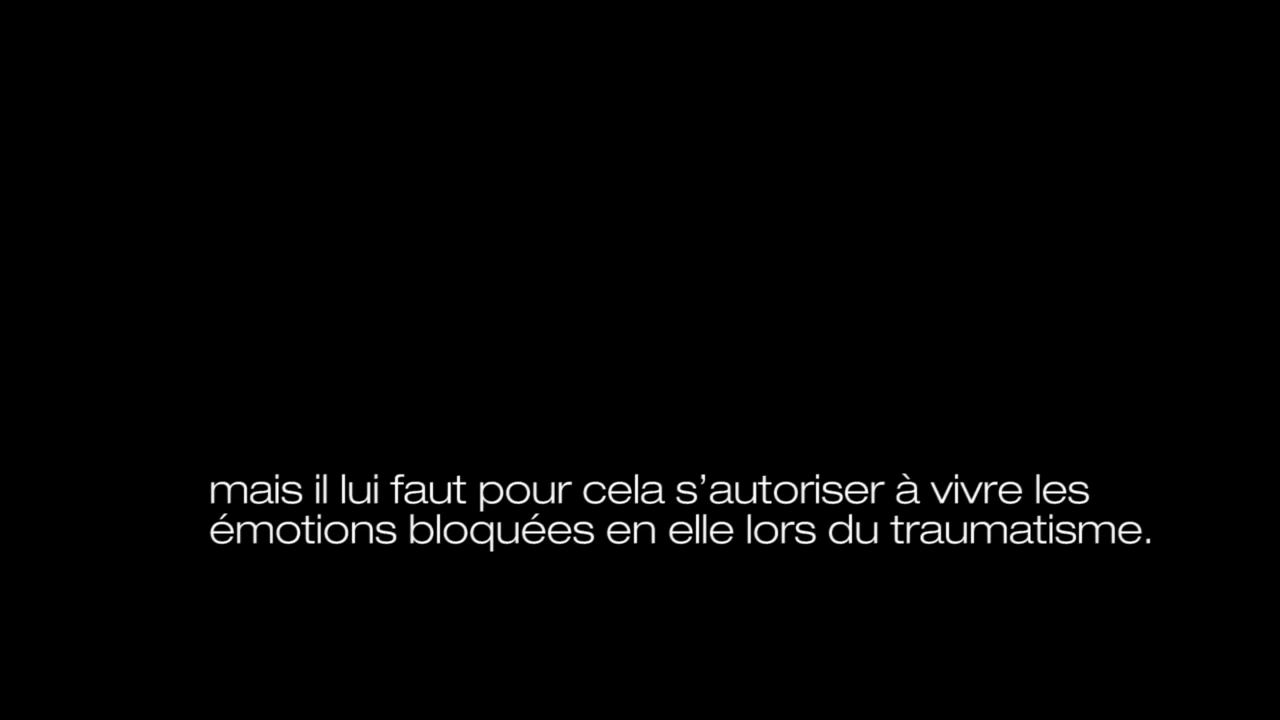 mais il lui faut pour cela s’autoriser à vivre les
émotions bloquées en elle lors du traumatisme.